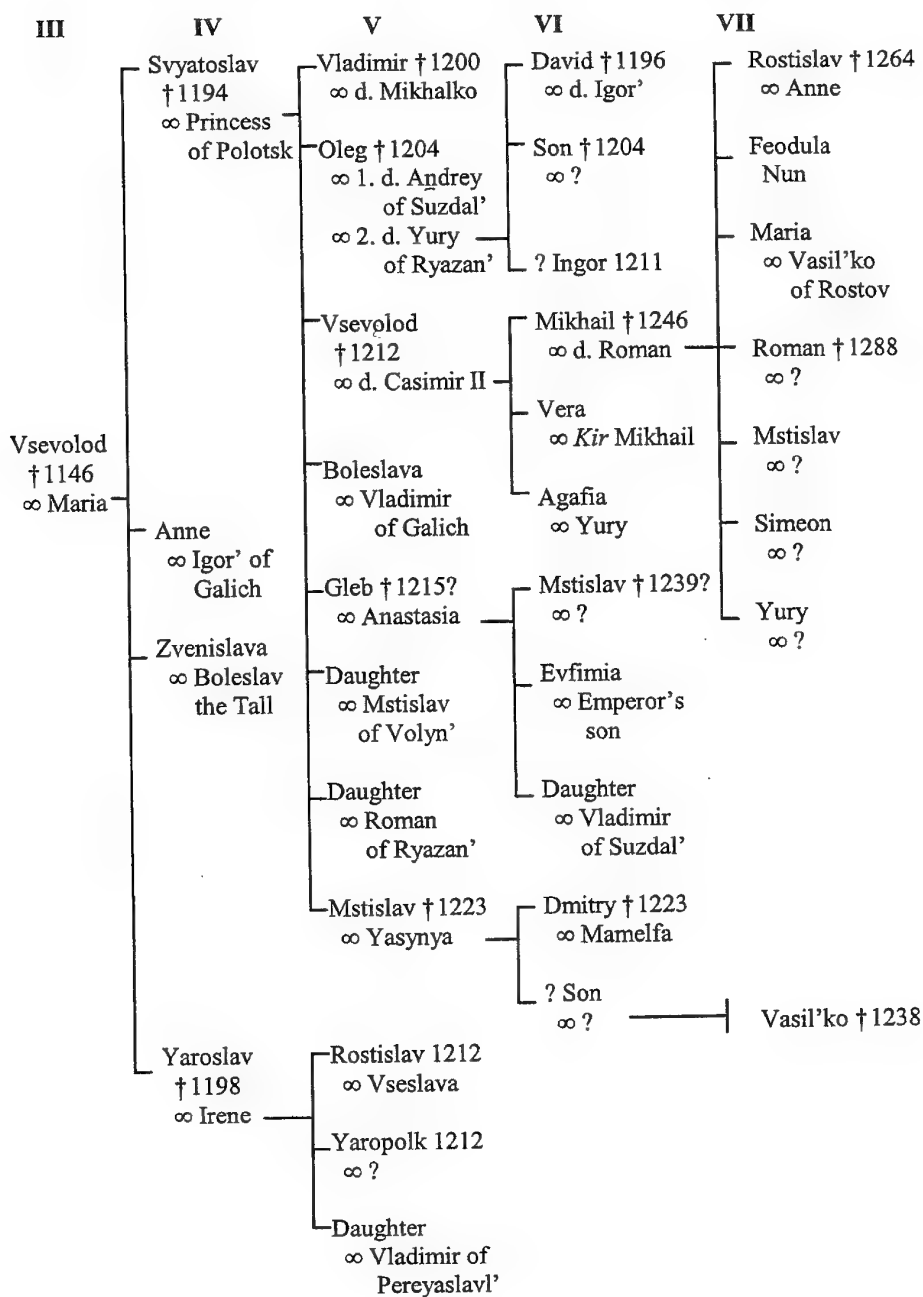 III IV V VI VII
Vsevolod
†1146
∞ Maria
Svyatoslav
†1194
∞ Princess
of Polotsk
Anne
∞ Igor’ of
Galich
Zvenislava
∞ Boleslav
the Tall
Yaroslav
†1198
∞ Irene
Vladimir †1200
∞ d. Mikhalko
Oleg †1204
∞ 1. d. Andrey
of Suzdal’
∞ 2. d. Yury
of Ryazan’
Vsevolod
†1212
∞ d. Casimir II
Boleslava
∞ Vladimir
of Galich
Gleb †1215?
∞ Anastasia
Daughter
∞ Mstislav
of Volyn’
Daughter
∞ Roman
of Ryazan’
Mstislav †1223
∞ Yasynya
Rostislav 1212
∞ Vseslava
Yaropolk 1212
∞ ?
Daughter
∞ Vladimir of
Pereyaslavl’
David †1196
∞ d. Igor’
Son †1204
∞ ?
? Ingor 1211
Mikhail †1246
∞ d. Roman
Vera
∞ Kir Mikhail
Agafia
∞ Yury
Mstislav †1239?
∞ ?
Evfimia
∞ Emperor’s
son
Daughter
∞ Vladimir
of Suzdal’
Dmitry †1223
∞ Mamelfa
? Son
∞ ?
Rostislav †1264
∞ Anne
Feodula
Nun
Maria
∞ Vasil’ko
of Rostov
Roman †1288
∞ ?
Mstislav
∞ ?
Simeon
∞ ?
Yury
∞ ?
Vasil’ko †1238